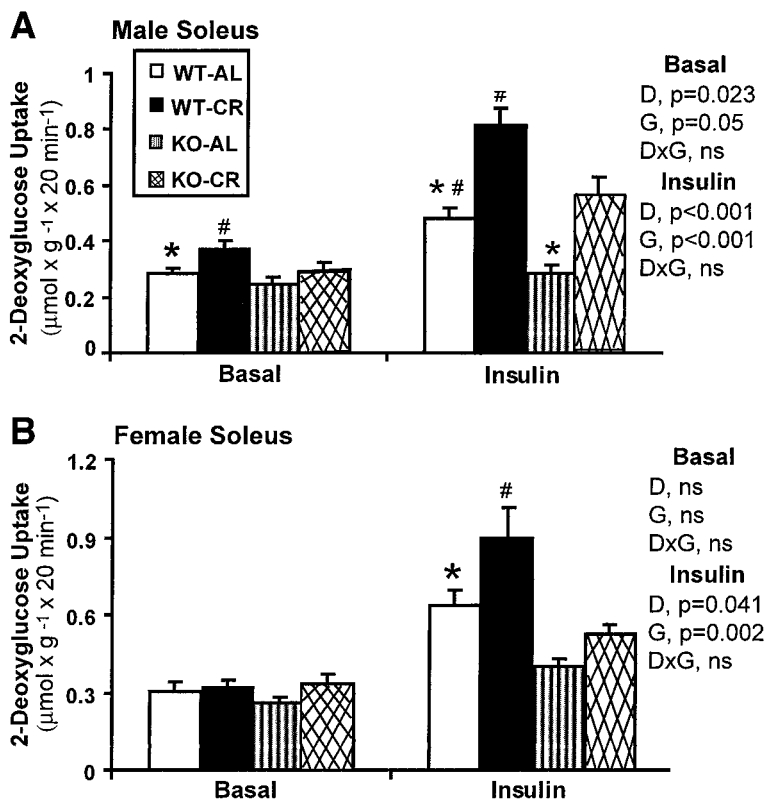 A
Male Soleus
WT-AL
WT-CR
KO-AL
KO-CR
2-Deoxyglucose Uptake
(μmol x g -1 x 20 min-1)
1
0.8
0.6
0.4
0.2
0
*
#
* #
#
*
Basal
Insulin
Basal
D, p=0.023
G, p=0.05
DxG, ns
Insulin
D, p<0.001
G, p<0.001
DxG, ns
B
Female Soleus
2-Deoxyglucose Uptake
(μmol x g -1 x 20 min-1)
1.2
0.9
0.6
0.3
0
*
#
Basal
Insulin
Basal
D, ns
G, ns
DxG, ns
Insulin
D, p=0.041
G, p=0.002
DxG, ns